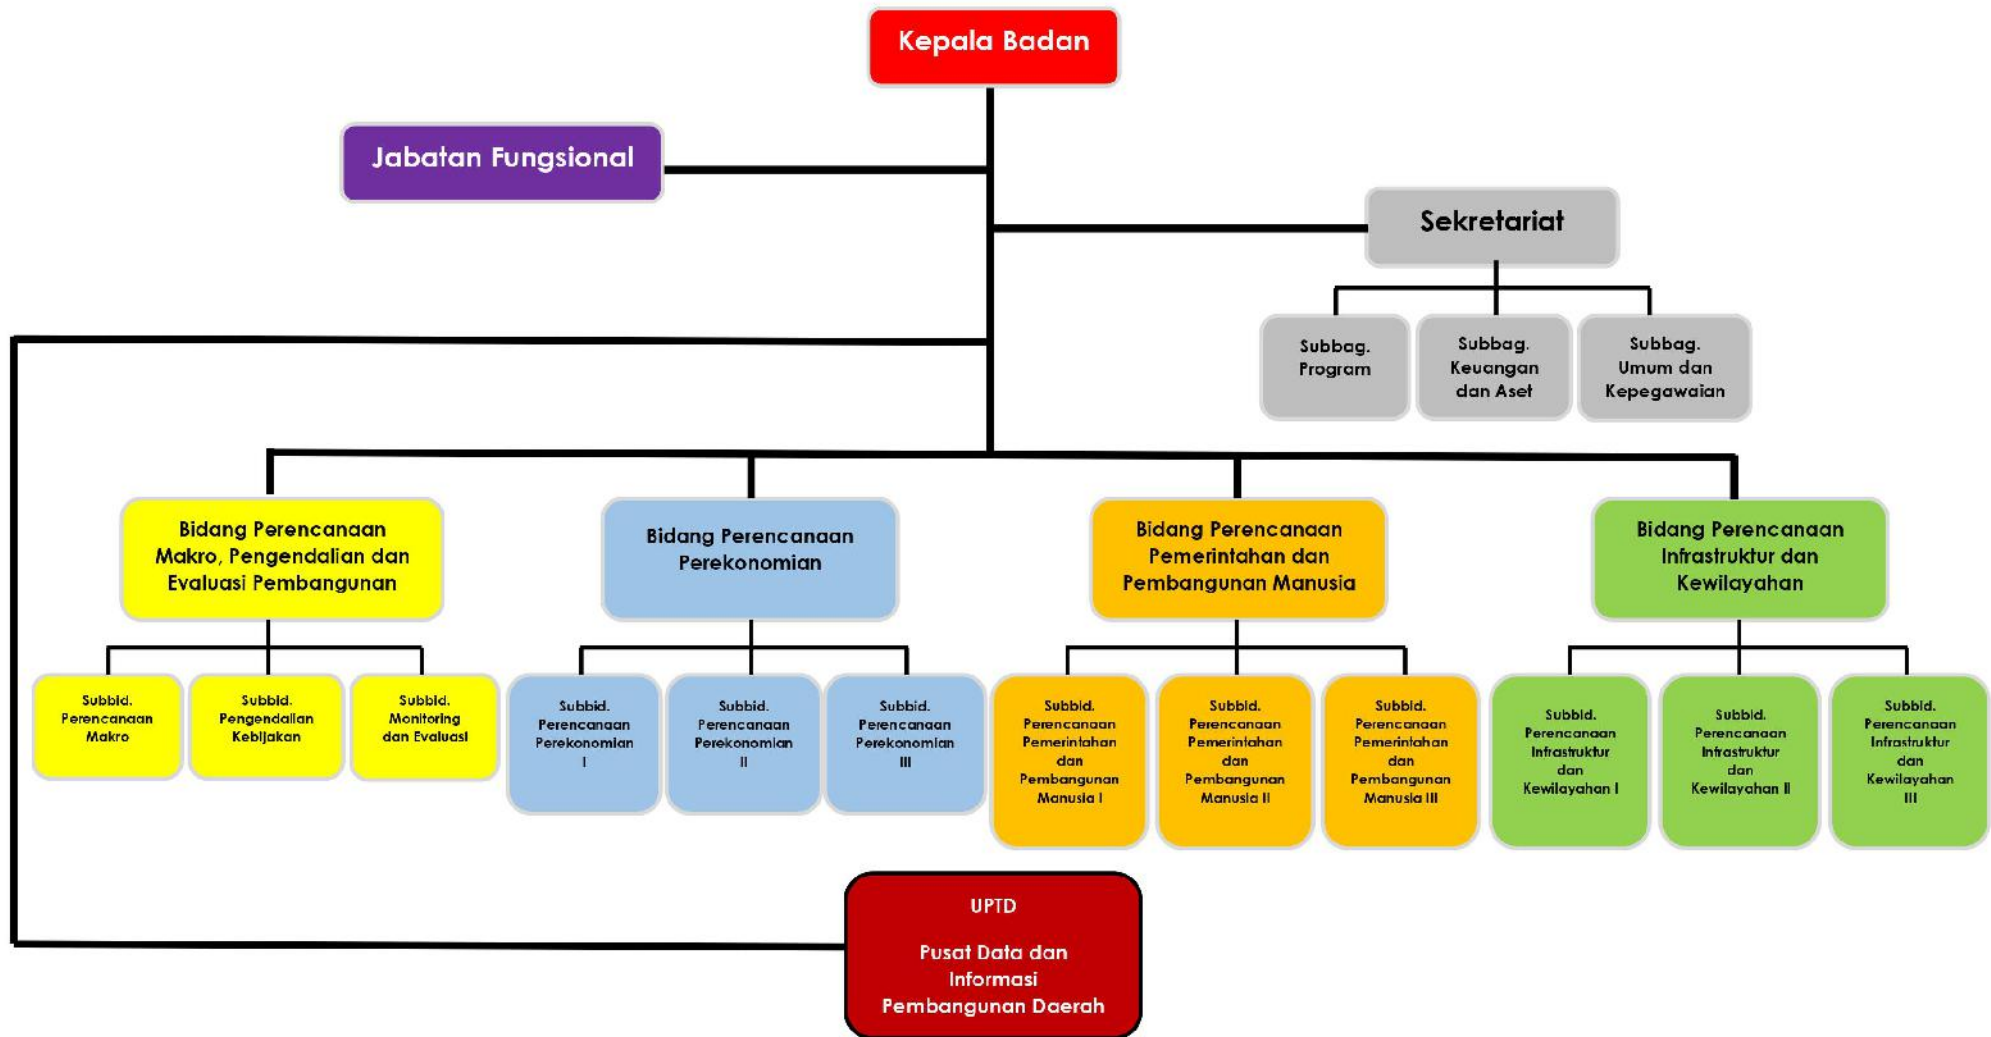 Kepala Badan
Jabatan Fungsional
Sekretariat
Subbag.
Program
Subbag.
Keuangan
dan Aset
Subbag.
Umum dan
Kepegawaian
Bidang Perencanaan
Makro, Pengendalian dan
Evaluasi Pembangunan
Bidang Perencanaan
Perekonomian
Bidang Perencanaan
Pemerintahan dan
Pembangunan Manusia
Bidang Perencanaan
Infrastruktur dan
Kewilayahan
Subbid.
Perencanaan
Makro
Subbid.
Pengendalian
Kebijakan
Subbid.
Monitoring
dan Evaluasi
Subbid.
Perencanaan
Perekonomian
I
Subbid.
Perencanaan
Perekonomian
II
Subbid.
Perencanaan
Perekonomian
III
Subbid.
Perencanaan
Pemerintahan
dan
Pembangunan
Manusia I
Subbid.
Perencanaan
Pemerintahan
dan
Pembangunan
Manusia II
Subbid.
Perencanaan
Pemerintahan
dan
Pembangunan
Manusia III
Subbid.
Perencanaan
Infrastruktur
dan
Kewilayahan I
Subbid.
Perencanaan
Infrastruktur
dan
Kewilayahan II
Subbid.
Perencanaan
Infrastruktur
dan
Kewilayahan
III
UPTD
Pusat Data dan
Informasi
Pembangunan Daerah